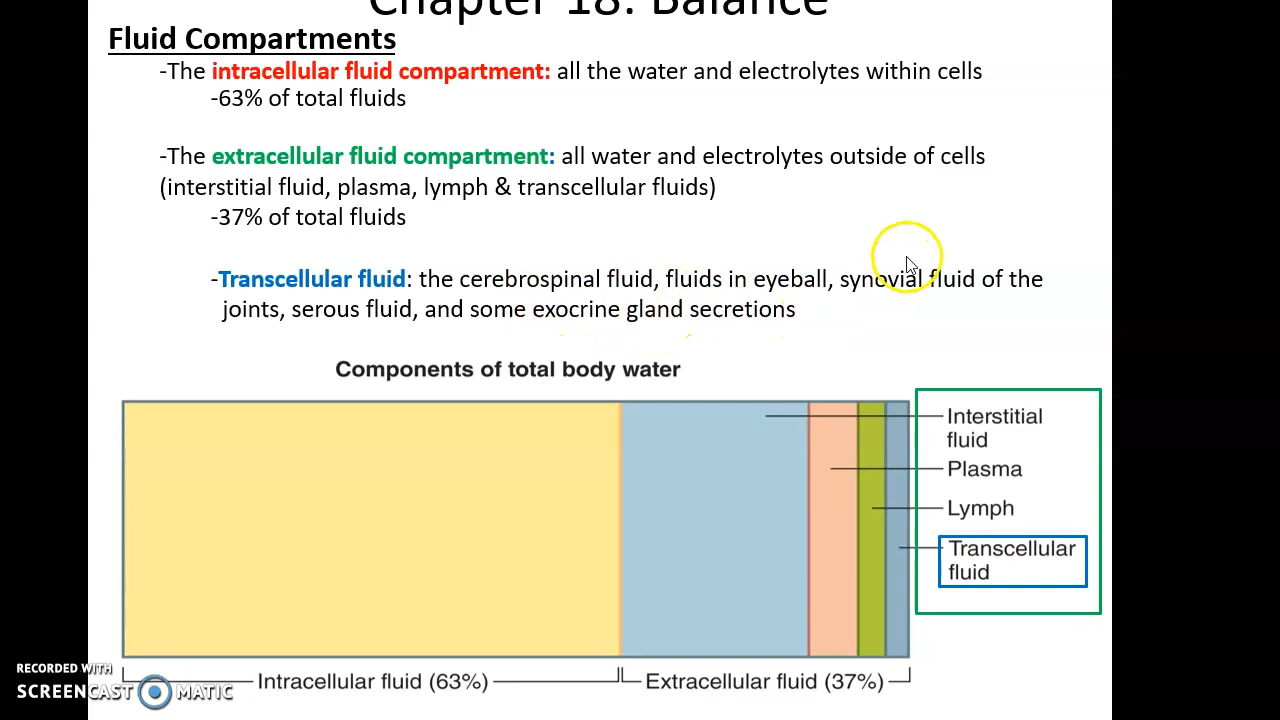 Chapter 18: Balance
Fluid Compartments
-The intracellular fluid compartment: all the water and electrolytes within cells
-63% of total fluids
-The extracellular fluid compartment: all water and electrolytes outside of cells
(interstitial fluid, plasma, lymph & transcellular fluids)
-37% of total fluids
-Transcellular fluid: the cerebrospinal fluid, fluids in eyeball, synovial fluid of the
joints, serous fluid, and some exocrine gland secretions
Components of total body water
Interstitial
fluid
Plasma
Lymph
Transcellular
fluid
Intracellular fluid (63%)
Extracellular fluid (37%)
RECORDED WITH
SCREENCAST MATIC